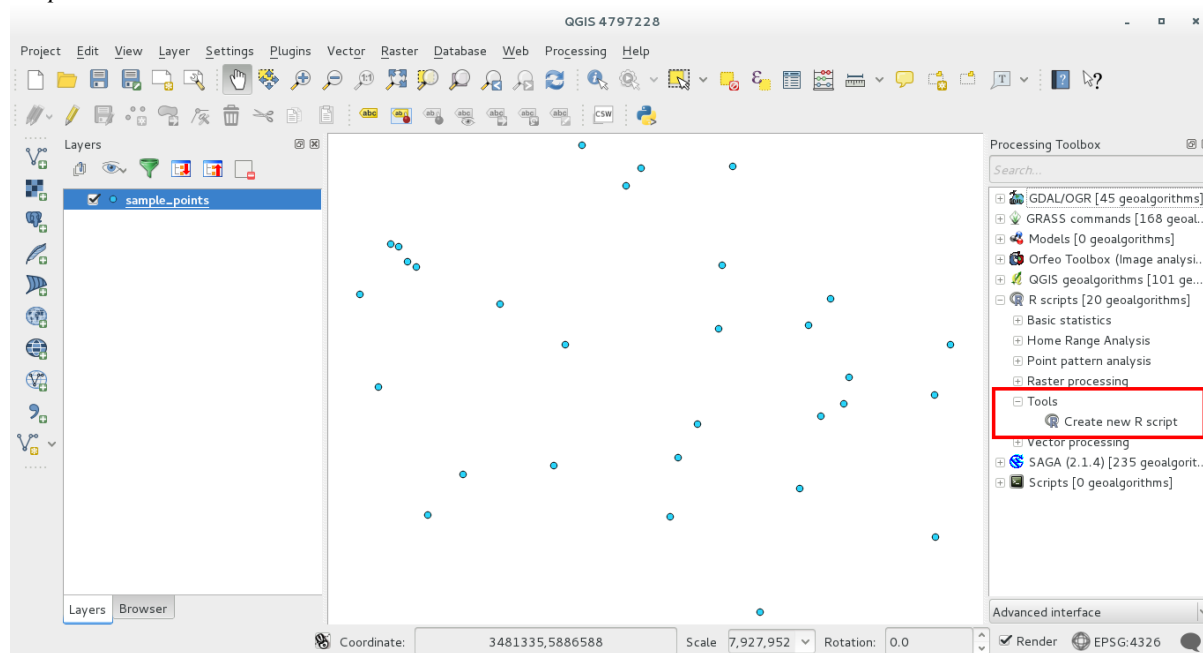 QGIS 4797228
Project Edit View Layer Settings Plugins Vector Raster Database Web Processing Help
abc
CSW
Layers
sample_points
Processing Toolbox
Search...
GDAL/OGR [45 geoalgorithms]
GRASS commands [168 geoal..
Models [0 geoalgorithms]
Orfeo Toolbox (Image analysi..
QGIS geoalgorithms [101 ge...
R scripts [20 geoalgorithms]
Basic statistics
Home Range Analysis
Point pattern analysis
Raster processing
Tools
Create new R script
Vector processing
SAGA (2.1.4) [235 geoalgorit..
Scripts [0 geoalgorithms]
Layers Browser
Advanced interface
Coordinate: 3481335,5886588 Scale 7,927,952 Rotation: 0.0 Render EPSG:4326